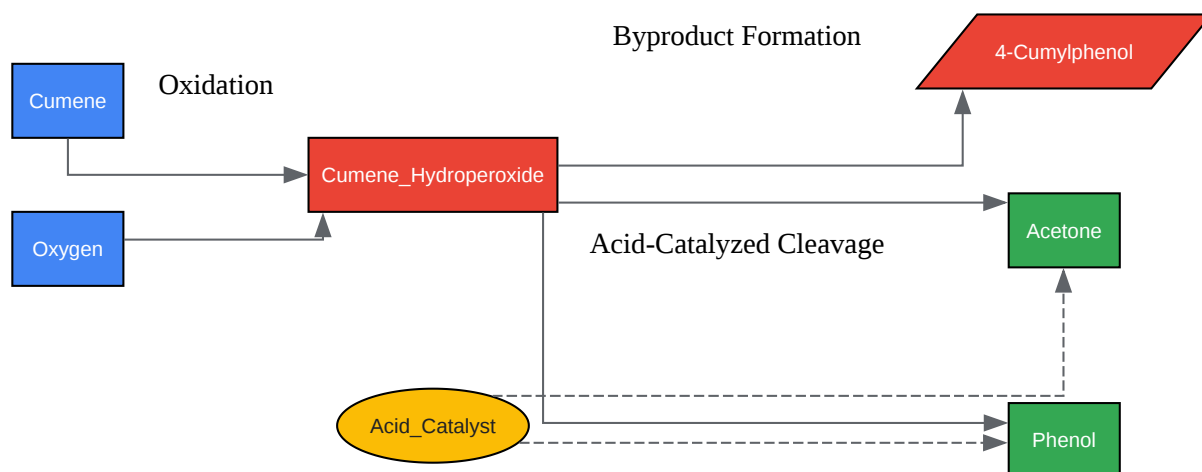 Byproduct Formation
4-Cumylphenol
Oxidation
Cumene
Cumene_Hydroperoxide
Oxygen
Acetone
Acid-Catalyzed Cleavage
Acid_Catalyst
Phenol